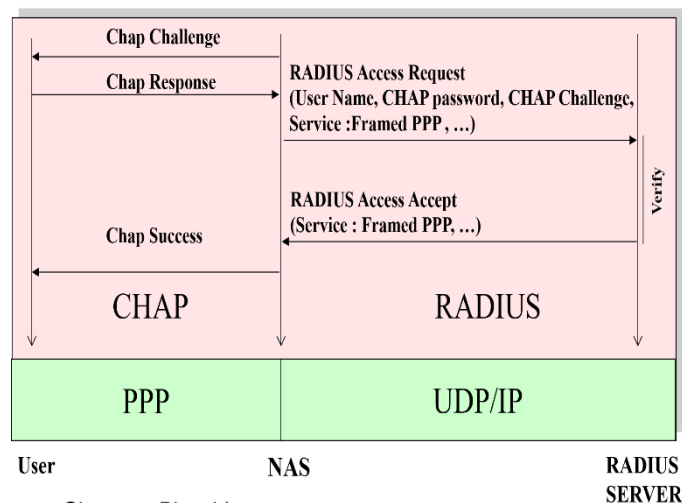 Chap Challenge
Chap Response
RADIUS Access Request
(User Name, CHAP password, CHAP Challenge,
Service :Framed PPP , ...)
Verify
RADIUS Access Accept
(Service : Framed PPP, ...)
Chap Success
CHAP
RADIUS
PPP
UDP/IP
User
NAS
RADIUS
SERVER